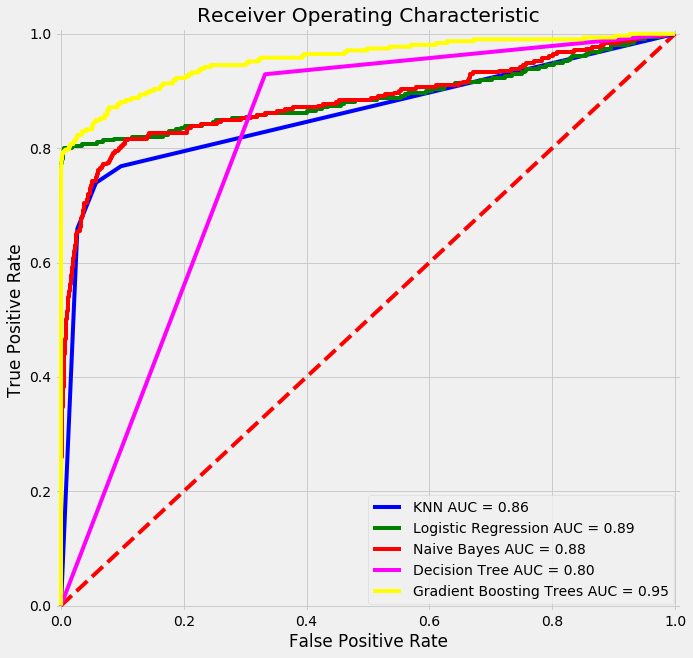 Receiver Operating Characteristic
True Positive Rate
1.0
0.8
0.6
0.4
0.2
0.0
KNN AUC = 0.86
Logistic Regression AUC = 0.89
Naive Bayes AUC = 0.88
Decision Tree AUC = 0.80
Gradient Boosting Trees AUC = 0.95
0.0 0.2 0.4 0.6 0.8 1.0
False Positive Rate